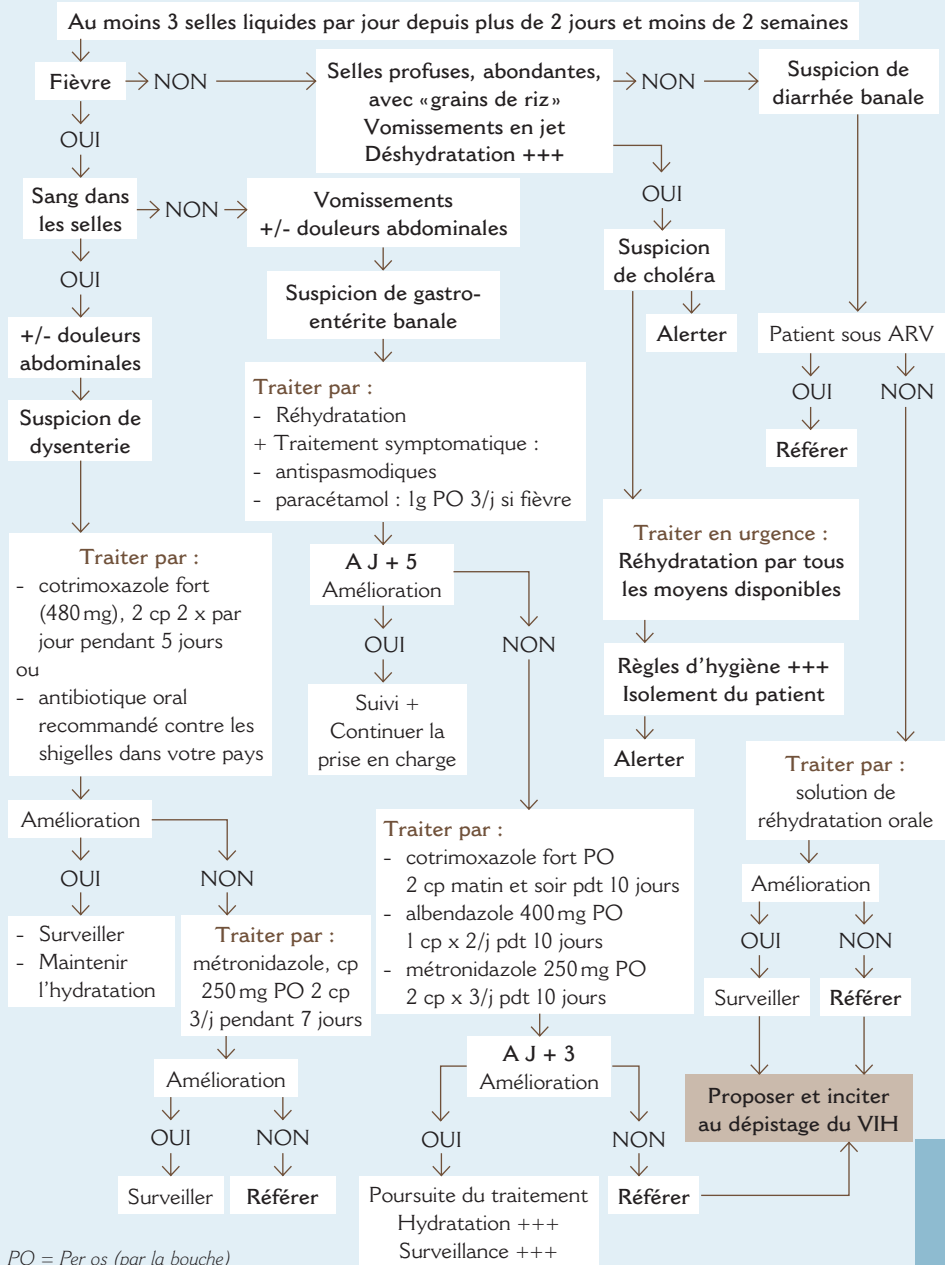 Au moins 3 selles liquides par jour depuis plus de 2 jours et moins de 2 semaines
Fièvre
NON
Selles profuses, abondantes,
avec «grains de riz»
Vomissements en jet
Déshydratation +++
NON
Suspicion de
diarrhée banale
OUI
OUI
Sang dans
les selles
NON
Vomissements
+/- douleurs abdominales
Suspicion
de choléra
Alerter
OUI
Suspicion de gastro-
entérite banale
+/- douleurs
abdominales
Suspicion de
dysenterie
Patient sous ARV
OUI
NON
Référer
Traiter par :
- Réhydratation
+ Traitement symptomatique :
- antispasmodiques
- paracétamol : 1g PO 3/j si fièvre
Traiter en urgence :
Réhydratation par tous
les moyens disponibles
Règles d'hygiène +++
Isolement du patient
Alerter
Traiter par :
- cotrimoxazole fort
(480 mg), 2 cp 2 x par
jour pendant 5 jours
ou
- antibiotique oral
recommandé contre les
shigelles dans votre pays
A J + 5
Amélioration
OUI
NON
Suivi +
Continuer la
prise en charge
Traiter par :
solution de
réhydratation orale
Amélioration
OUI
NON
Surveiller
Référer
Amélioration
OUI
NON
- Surveiller
- Maintenir
l'hydratation
Traiter par :
métronidazole, cp
250 mg PO 2 cp
3/j pendant 7 jours
Traiter par :
- cotrimoxazole fort PO
2 cp matin et soir pdt 10 jours
- albendazole 400 mg PO
1 cp x 2/j pdt 10 jours
- métronidazole 250 mg PO
2 cp x 3/j pdt 10 jours
Amélioration
OUI
NON
Surveiller
Référer
A J + 3
Amélioration
OUI
NON
Poursuite du traitement
Hydratation +++
Surveillance +++
Référer
Proposer et inciter
au dépistage du VIH
PO = Per os (par la bouche)